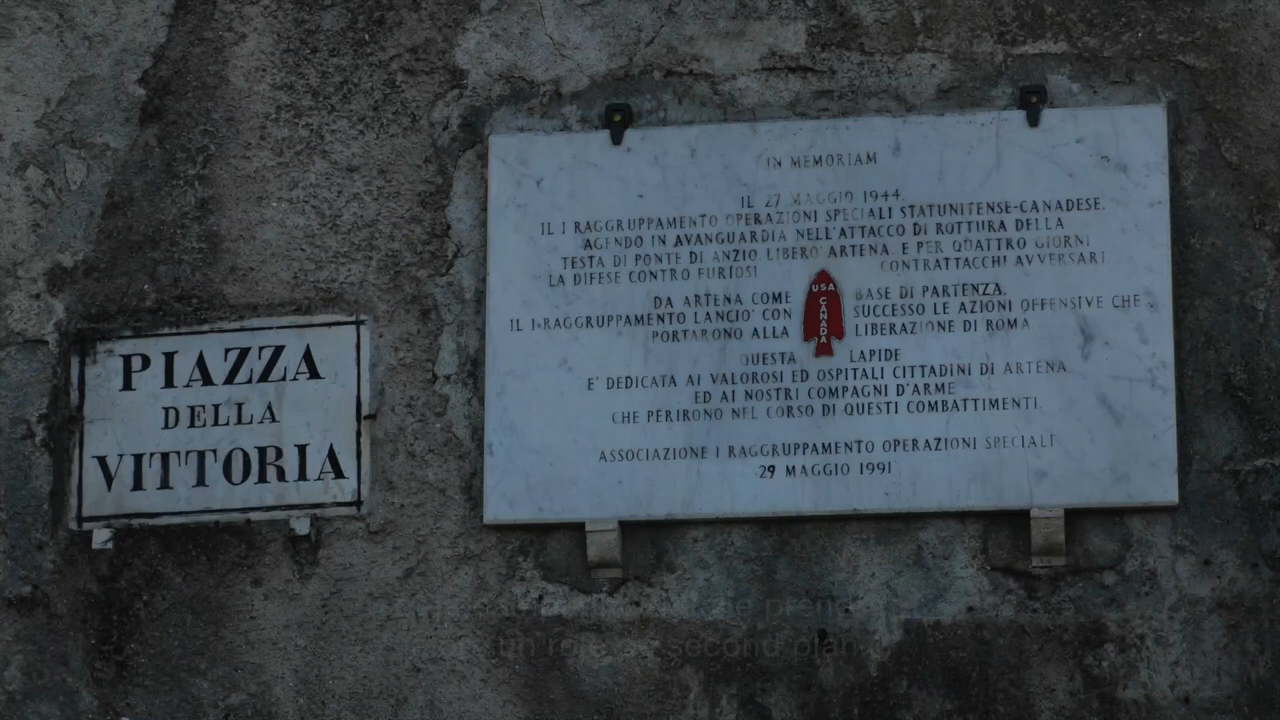 PIAZZA
DELLA
VITTORIA
IN MEMORIAM
IL 27 MAGGIO 1944,
IL I RAGGRUPPAMENTO OPERAZIONI SPECIALI STATUNITENSE-CANADESE,
AGENDO IN AVANGUARDIA NELL'ATTACCO DI ROTTURA DELLA
TESTA DI PONTE DI ANZIO, LIBERO' ARTENA, E PER QUATTRO GIORNI
LA DIFESE CONTRO FURIOSI CONTRATTACCHI AVVERSARI
DA ARTENA COME BASE DI PARTENZA,
IL I RAGGRUPPAMENTO LANCIO' CON SUCCESSO LE AZIONI OFFENSIVE CHE
PORTARONO ALLA LIBERAZIONE DI ROMA
USA
CANADA
QUESTA LAPIDE
E' DEDICATA AI VALOROSI ED OSPITALI CITTADINI DI ARTENA
ED AI NOSTRI COMPAGNI D'ARME
CHE PERIRONO NEL CORSO DI QUESTI COMBATTIMENTI.
ASSOCIAZIONE I RAGGRUPPAMENTO OPERAZIONI SPECIALI
29 MAGGIO 1991
un second plan